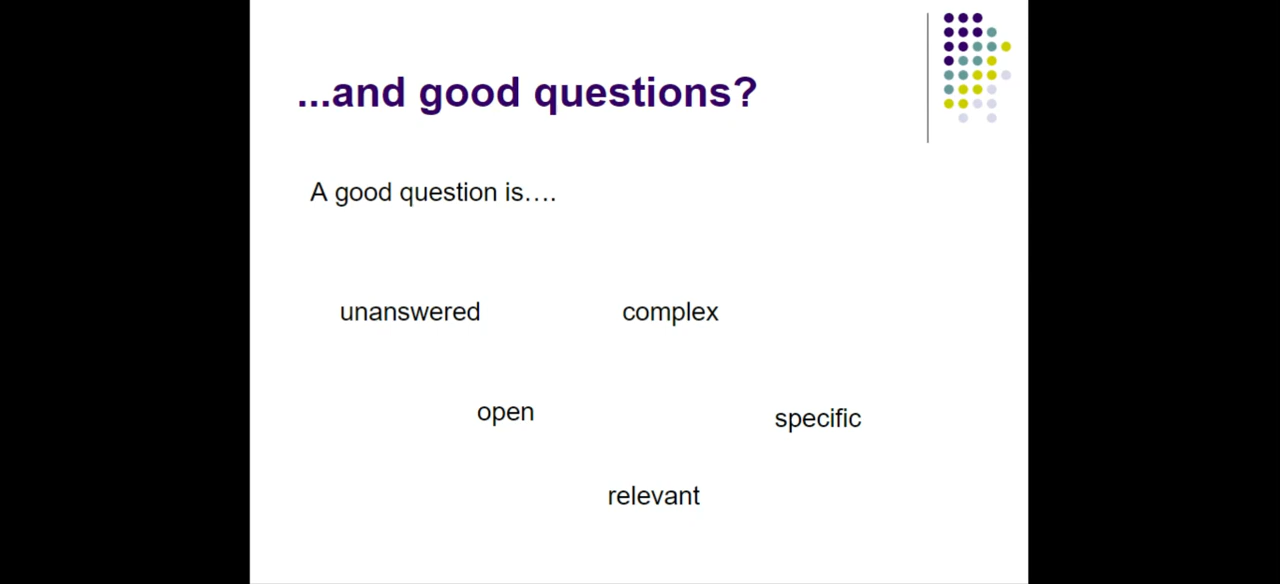 ...and good questions?
A good question is….
unanswered
complex
open
specific
relevant